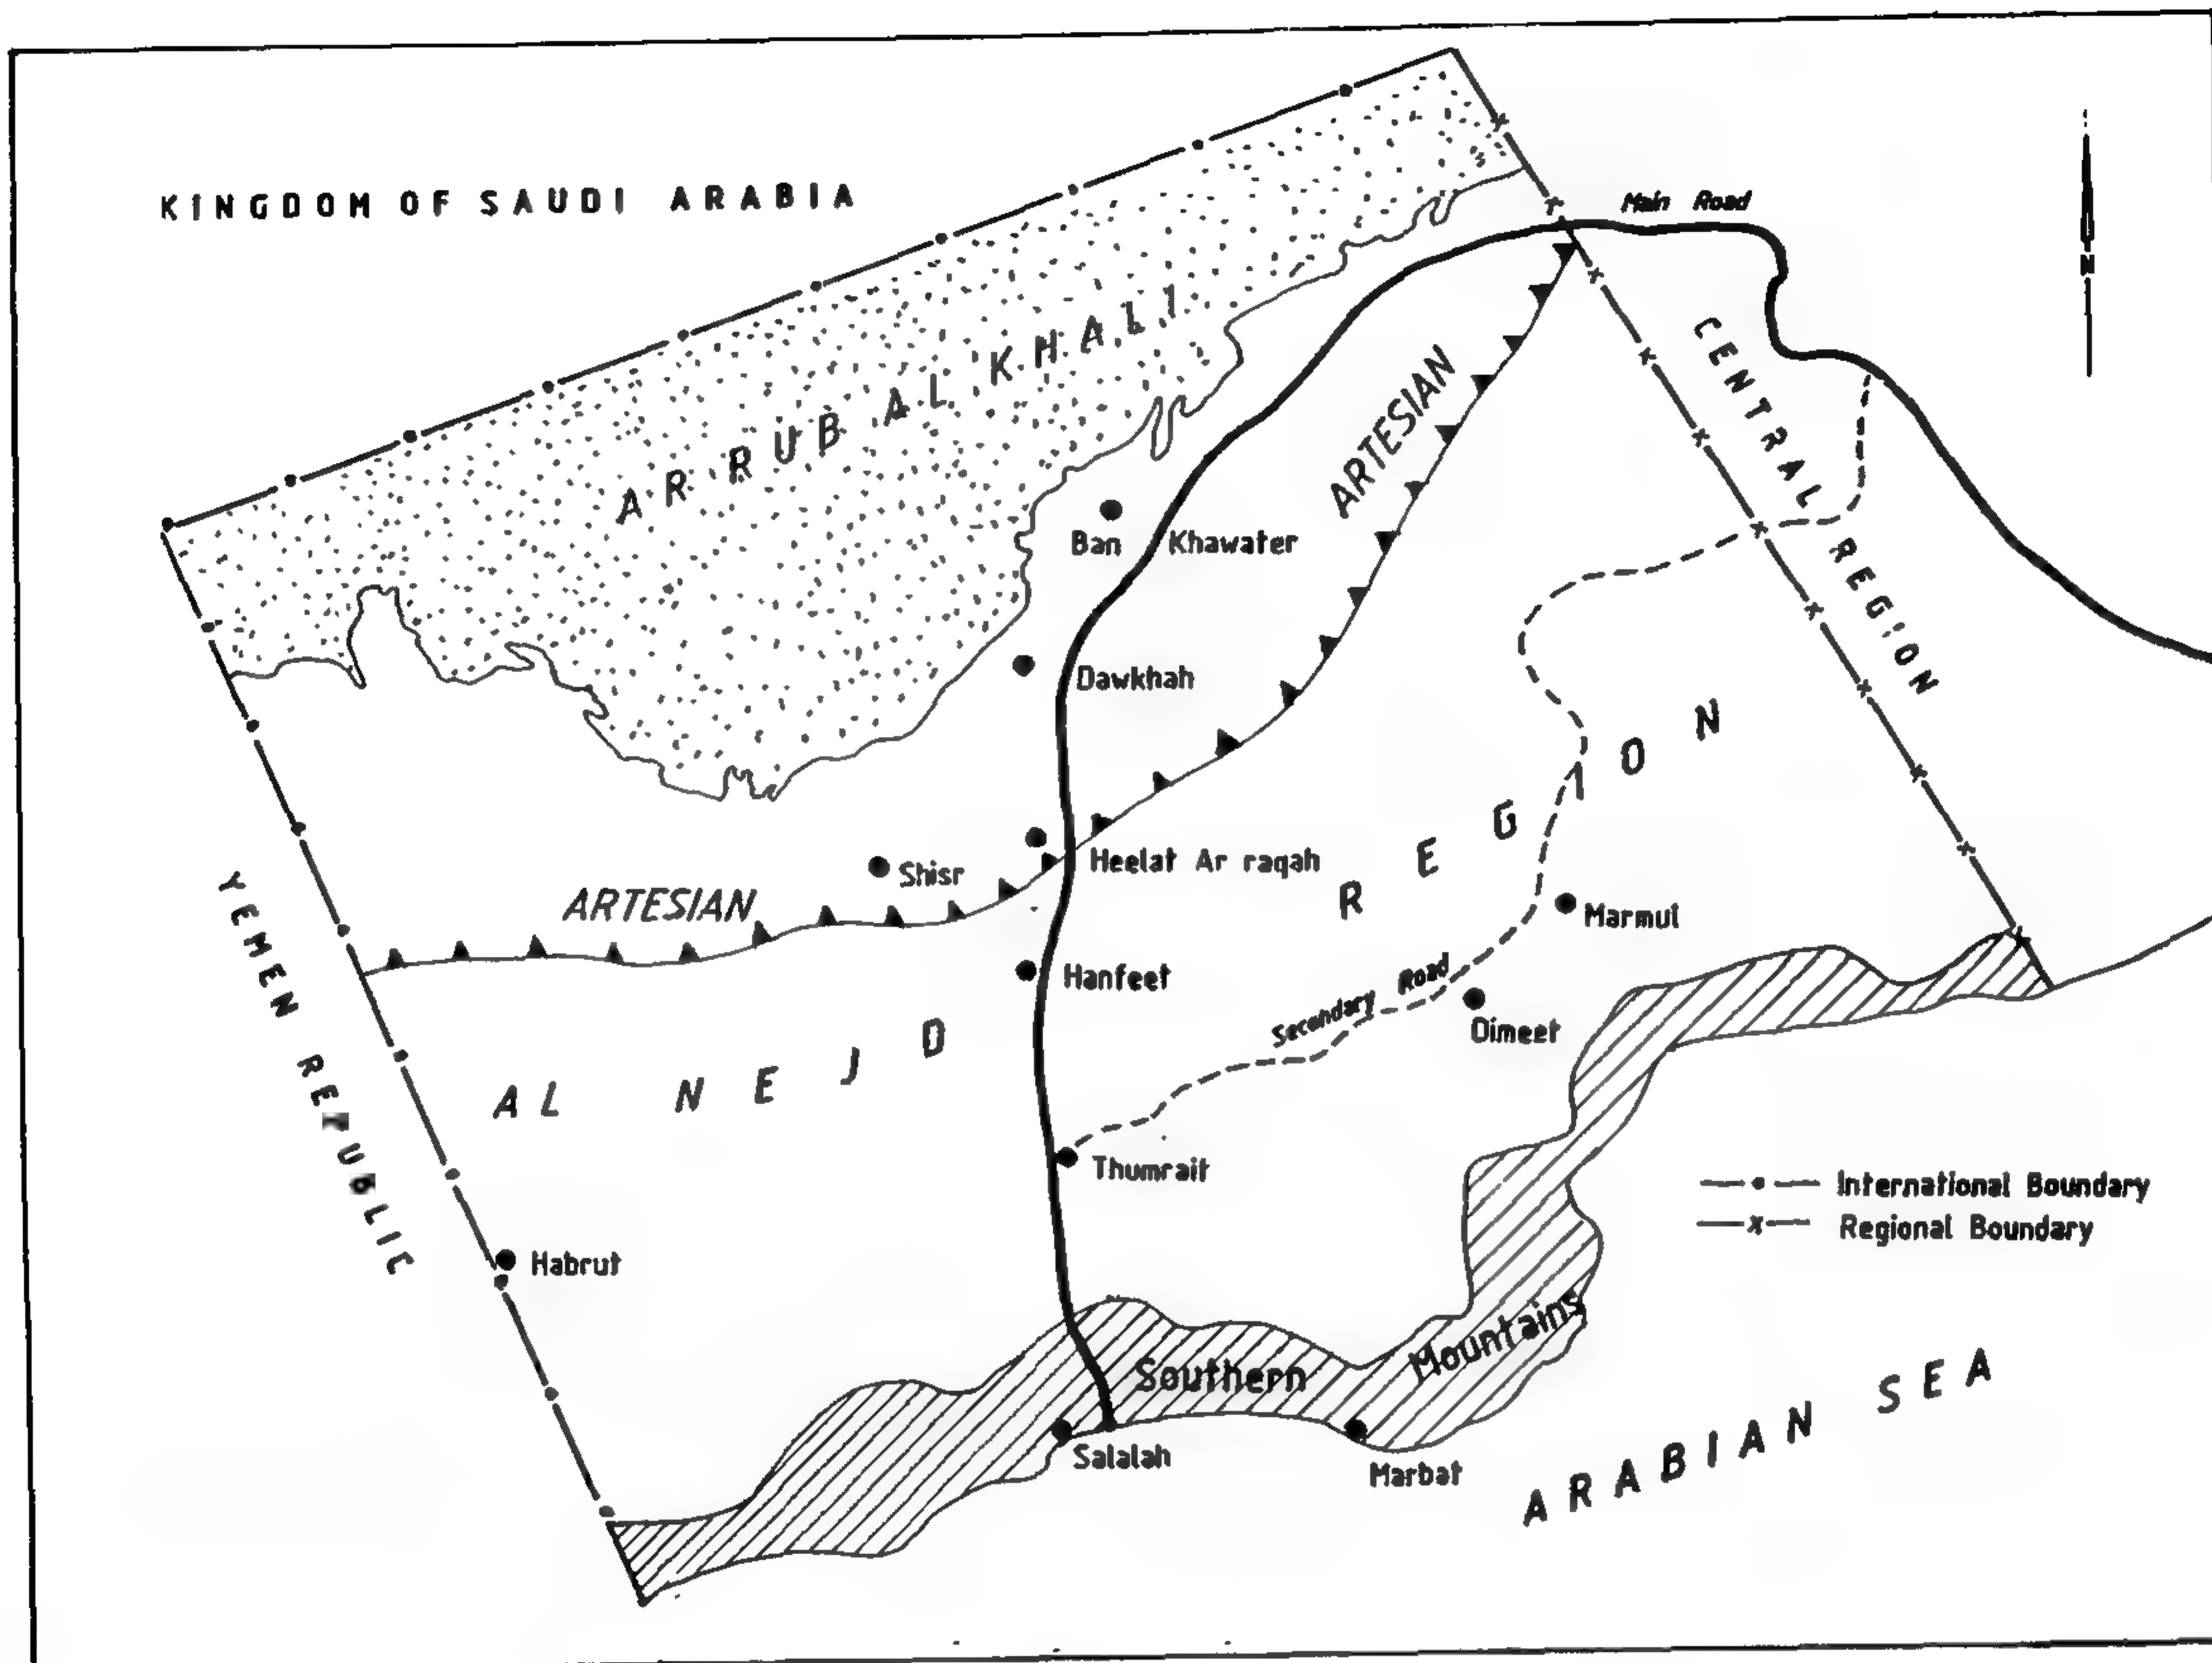 KINGDOM OF SAUDI ARABIA
Main Road
N
AR RUB AL KHALI
CENTRAL REGION
ARTESIAN
Ban Khawater
Dawkhah
Heelat Ar raqah
Shisr
ARTESIAN
YEMEN REPUBLIC
Marmul
Hanfeet
Secondary Road
Dimeet
AL NEJD REGION
Thumrait
International Boundary
Regional Boundary
Habrut
Southern Mountains
Salalah
Marbat
ARABIAN SEA